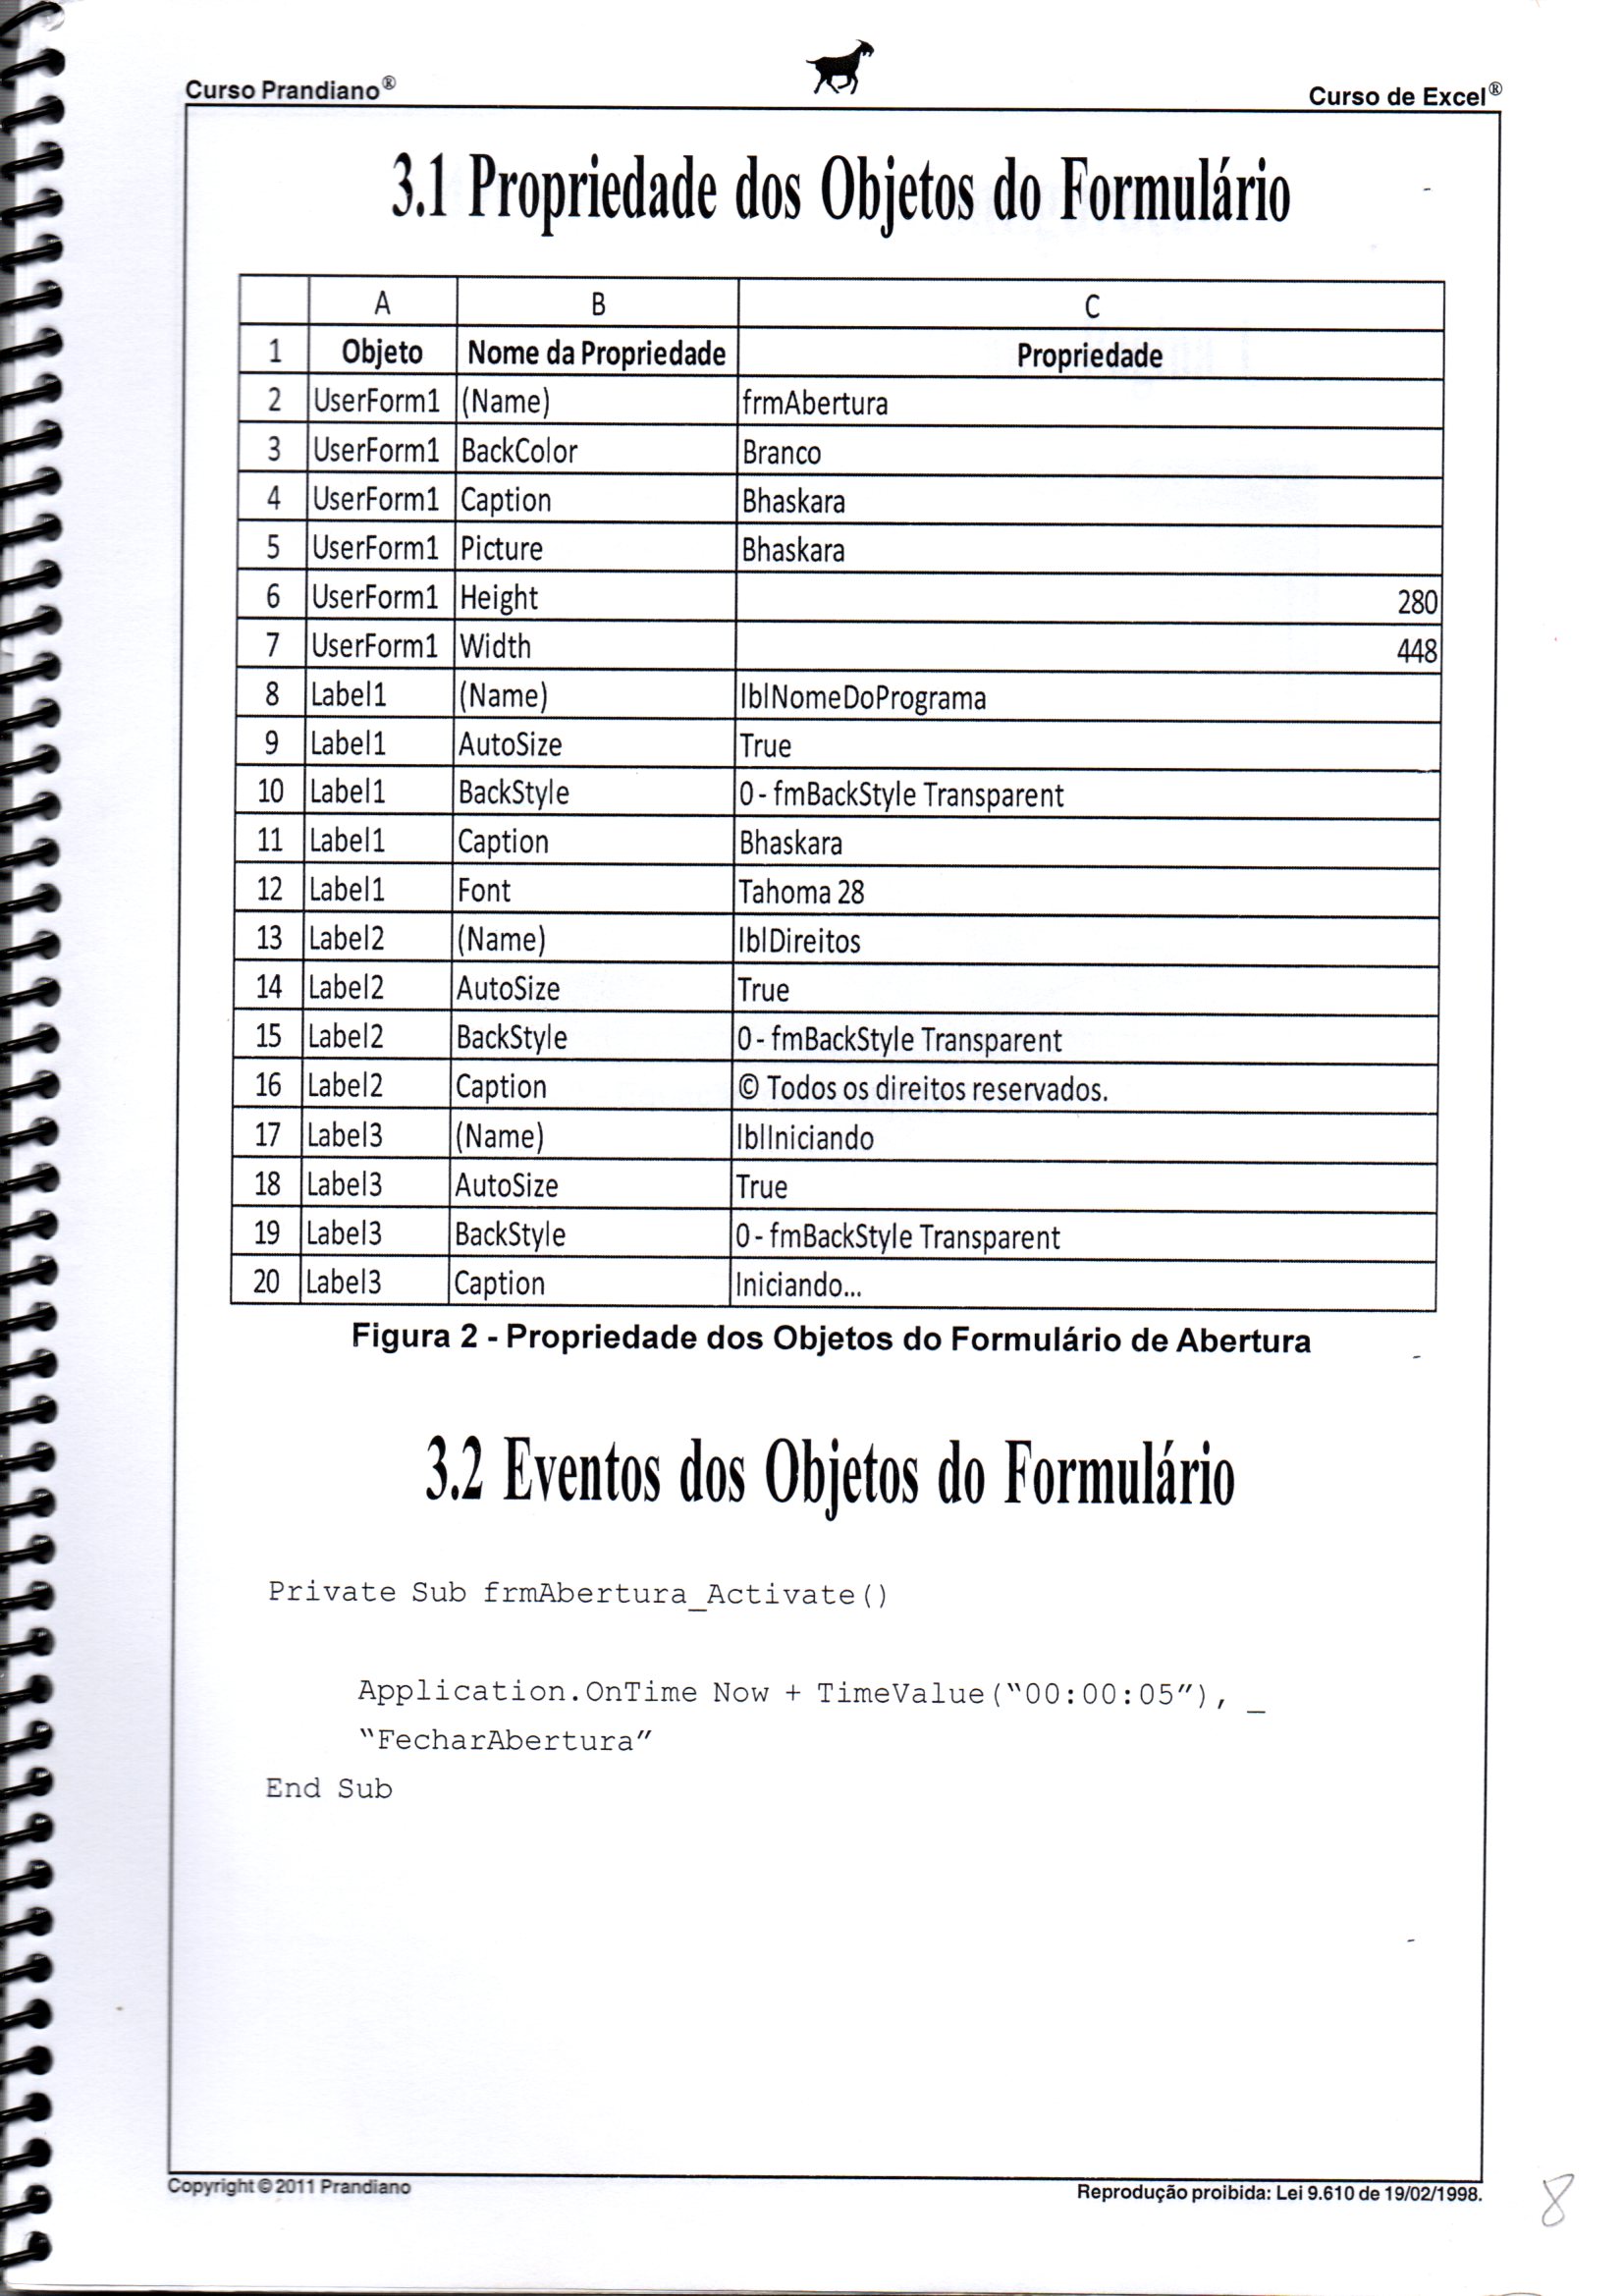 Curso Prandiano®
Curso de Excel®
3.1 Propriedade dos Objetos do Formulário
A B C
1 Objeto Nome da Propriedade Propriedade
2 UserForm1 (Name) frmAbertura
3 UserForm1 BackColor Branco
4 UserForm1 Caption Bhaskara
5 UserForm1 Picture Bhaskara
6 UserForm1 Height 280
7 UserForm1 Width 448
8 Label1 (Name) lblNomeDoPrograma
9 Label1 AutoSize True
10 Label1 BackStyle 0 - fmBackStyle Transparent
11 Label1 Caption Bhaskara
12 Label1 Font Tahoma 28
13 Label2 (Name) lblDireitos
14 Label2 AutoSize True
15 Label2 BackStyle 0 - fmBackStyle Transparent
16 Label2 Caption © Todos os direitos reservados.
17 Label3 (Name) lblIniciando
18 Label3 AutoSize True
19 Label3 BackStyle 0 - fmBackStyle Transparent
20 Label3 Caption Iniciando...
Figura 2 - Propriedade dos Objetos do Formulário de Abertura
3.2 Eventos dos Objetos do Formulário
Private Sub frmAbertura_Activate()
Application.OnTime Now + TimeValue(“00:00:05”), _
“FecharAbertura”
End Sub
Copyright © 2011 Prandiano
Reprodução proibida: Lei 9.610 de 19/02/1998.
8